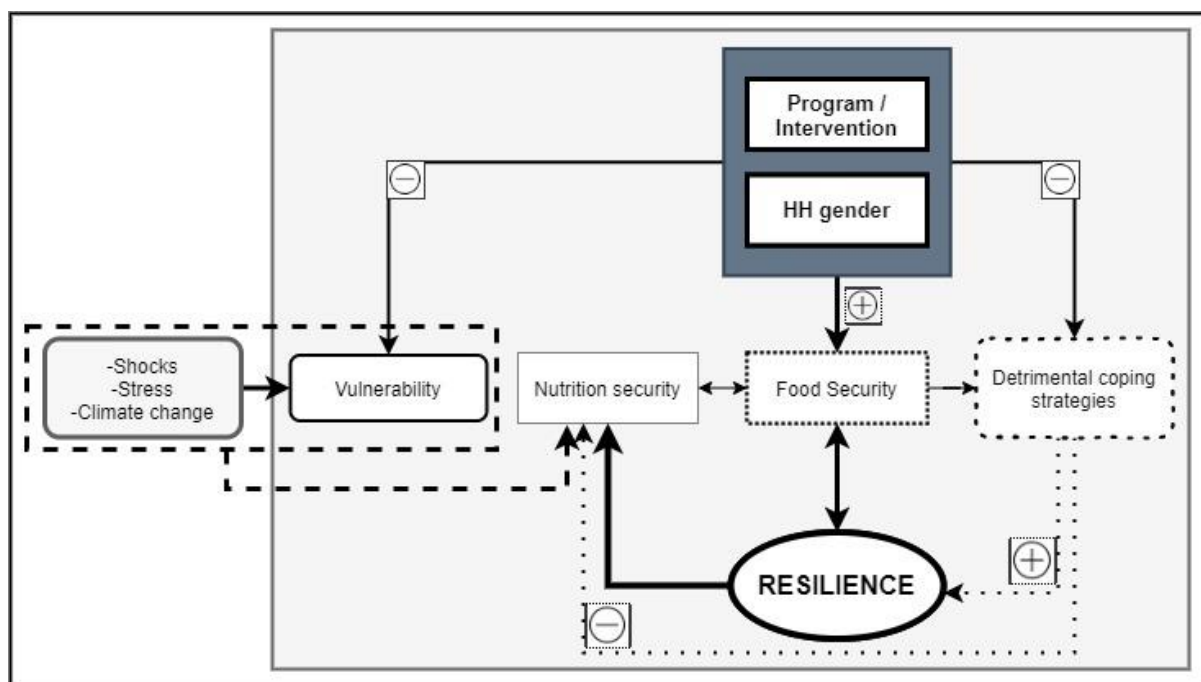 Program /
Intervention
HH gender
-Shocks
-Stress
-Climate change
Vulnerability
Nutrition security
Food Security
Detrimental coping
strategies
RESILIENCE